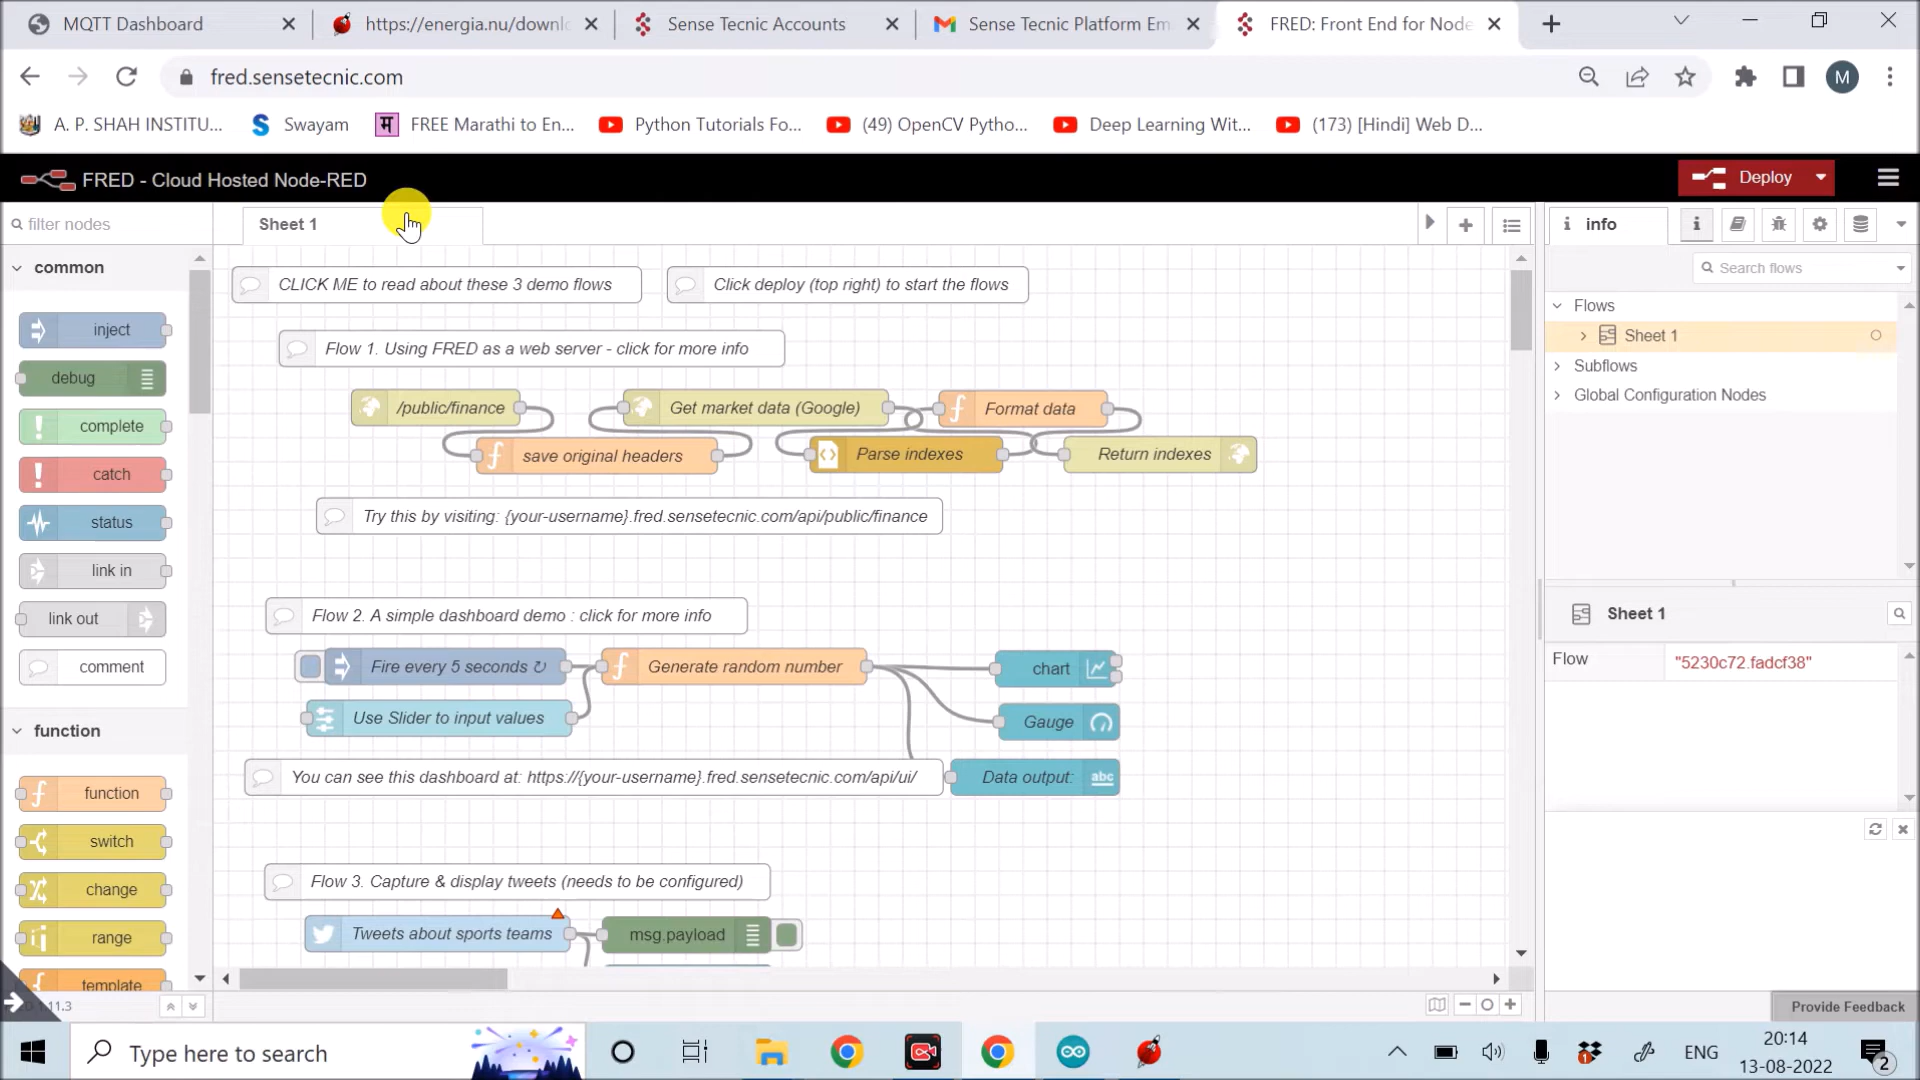 MQTT Dashboard
https://energia.nu/downl
Sense Tecnic Accounts
Sense Tecnic Platform Em
FRED: Front End for Node
fred.sensetecnic.com
M
A. P. SHAH INSTITU...
Swayam
म
FREE Marathi to En...
Python Tutorials Fo...
(49) OpenCV Pytho...
Deep Learning Wit...
(173) [Hindi] Web D...
FRED - Cloud Hosted Node-RED
Deploy
filter nodes
Sheet 1
info
common
CLICK ME to read about these 3 demo flows
Click deploy (top right) to start the flows
Search flows
Flows
Sheet 1
inject
Flow 1. Using FRED as a web server - click for more info
Subflows
debug
/public/finance
Get market data (Google)
Format data
Global Configuration Nodes
complete
save original headers
Parse indexes
Return indexes
catch
status
Try this by visiting: {your-username}.fred.sensetecnic.com/api/public/finance
link in
link out
Flow 2. A simple dashboard demo : click for more info
Sheet 1
comment
Fire every 5 seconds ↻
Generate random number
chart
Flow
"5230c72.fadcf38"
function
Use Slider to input values
Gauge
You can see this dashboard at: https://{your-username}.fred.sensetecnic.com/api/ui/
Data output:
abc
function
switch
change
Flow 3. Capture & display tweets (needs to be configured)
range
Tweets about sports teams
msg.payload
template
11.3
Provide Feedback
Type here to search
ENG
20:14
13-08-2022
1
2